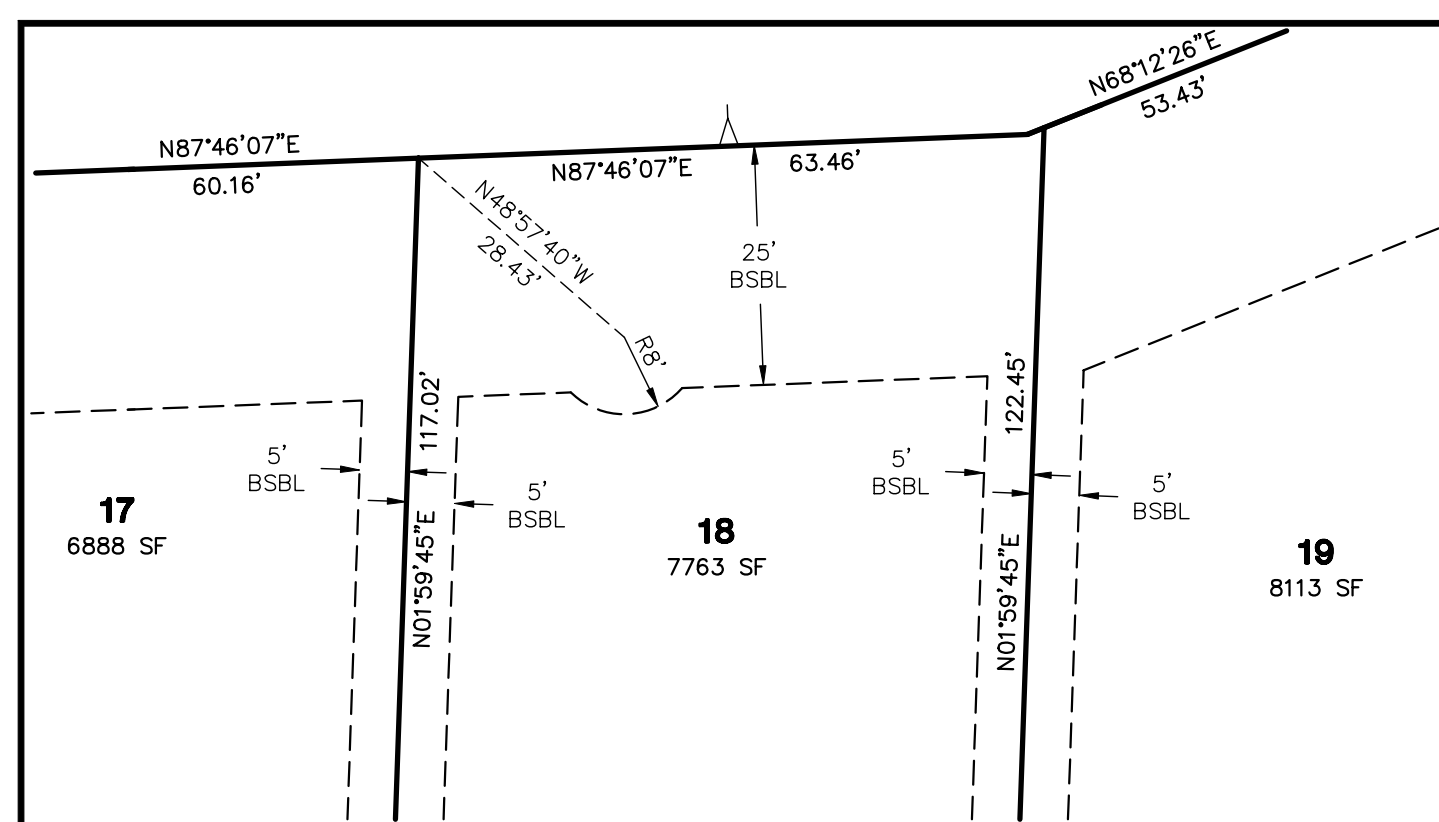 N68°12'26"E
53.43'
N87°46'07"E
60.16'
N87°46'07"E
63.46'
N48°57'40"W
28.43'
25'
BSBL
R8'
117.02'
122.45'
5'
BSBL
5'
BSBL
5'
BSBL
5'
BSBL
17
6888 SF
18
7763 SF
19
8113 SF
N01°59'45"E
N01°59'45"E